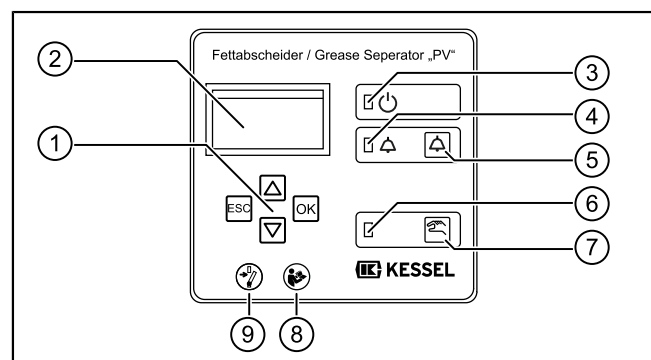 Fettabscheider / Grease Seperator „PV“
2
3
4
1
5
ESC
OK
6
7
KESSEL
9
8